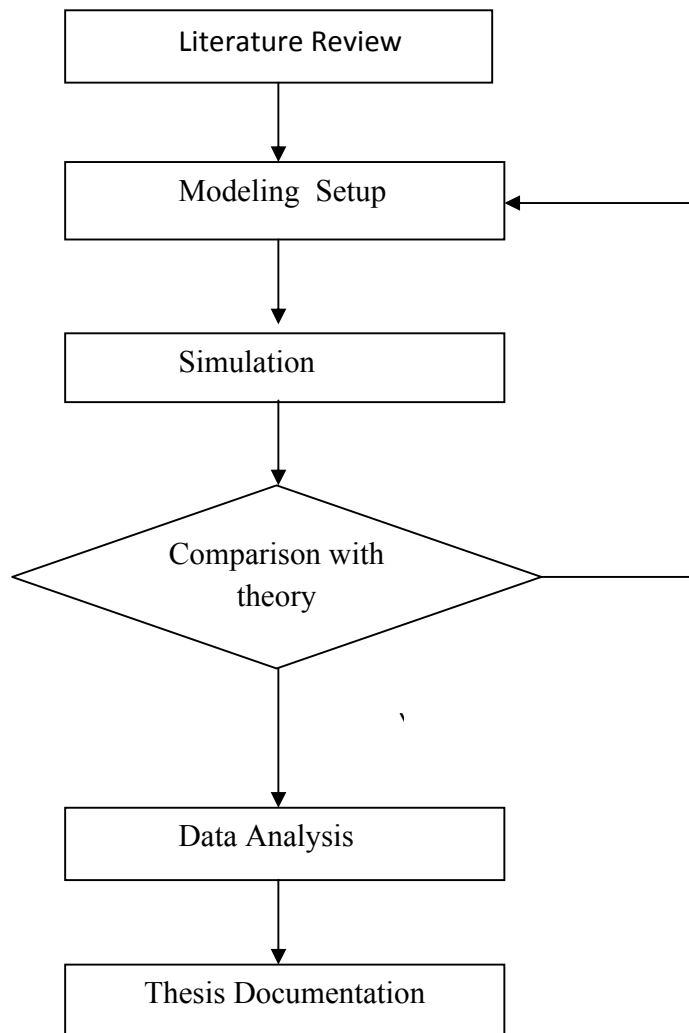 Literature Review
Modeling Setup
Simulation
Comparison with
theory
Data Analysis
Thesis Documentation